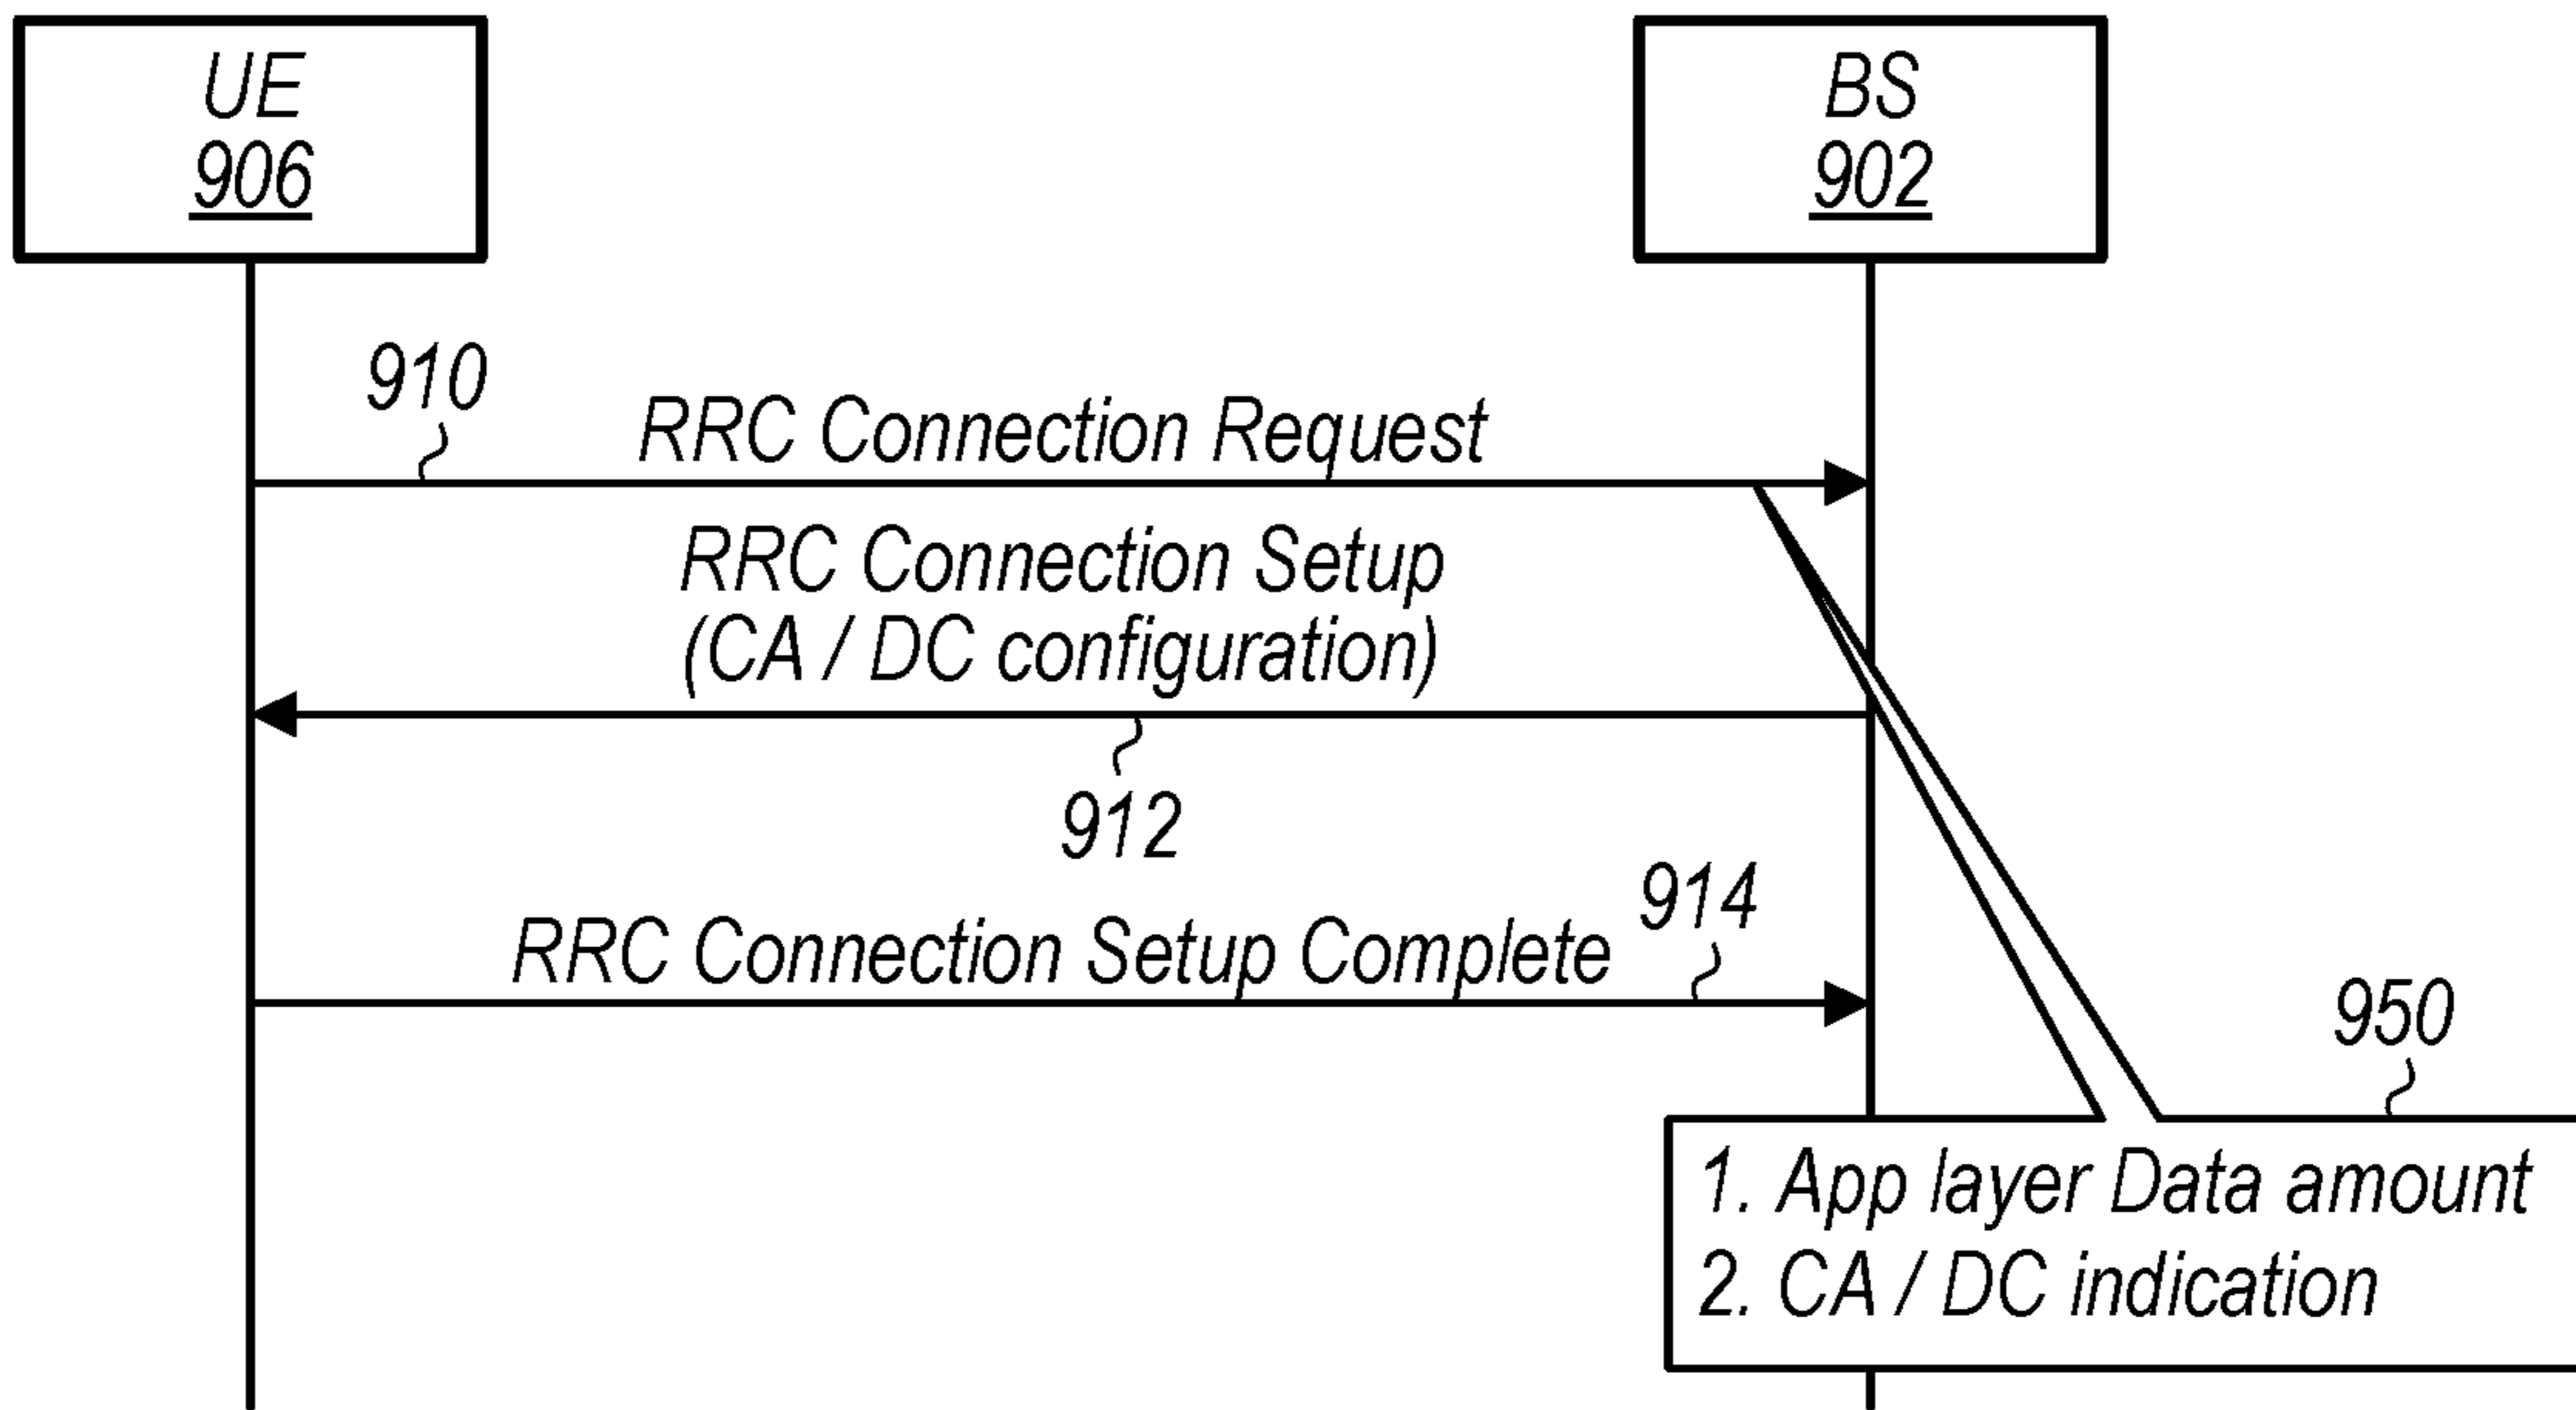 UE
906
BS
902
910
RRC Connection Request
RRC Connection Setup
(CA / DC configuration)
912
914
RRC Connection Setup Complete
950
1. App layer Data amount
2. CA / DC indication